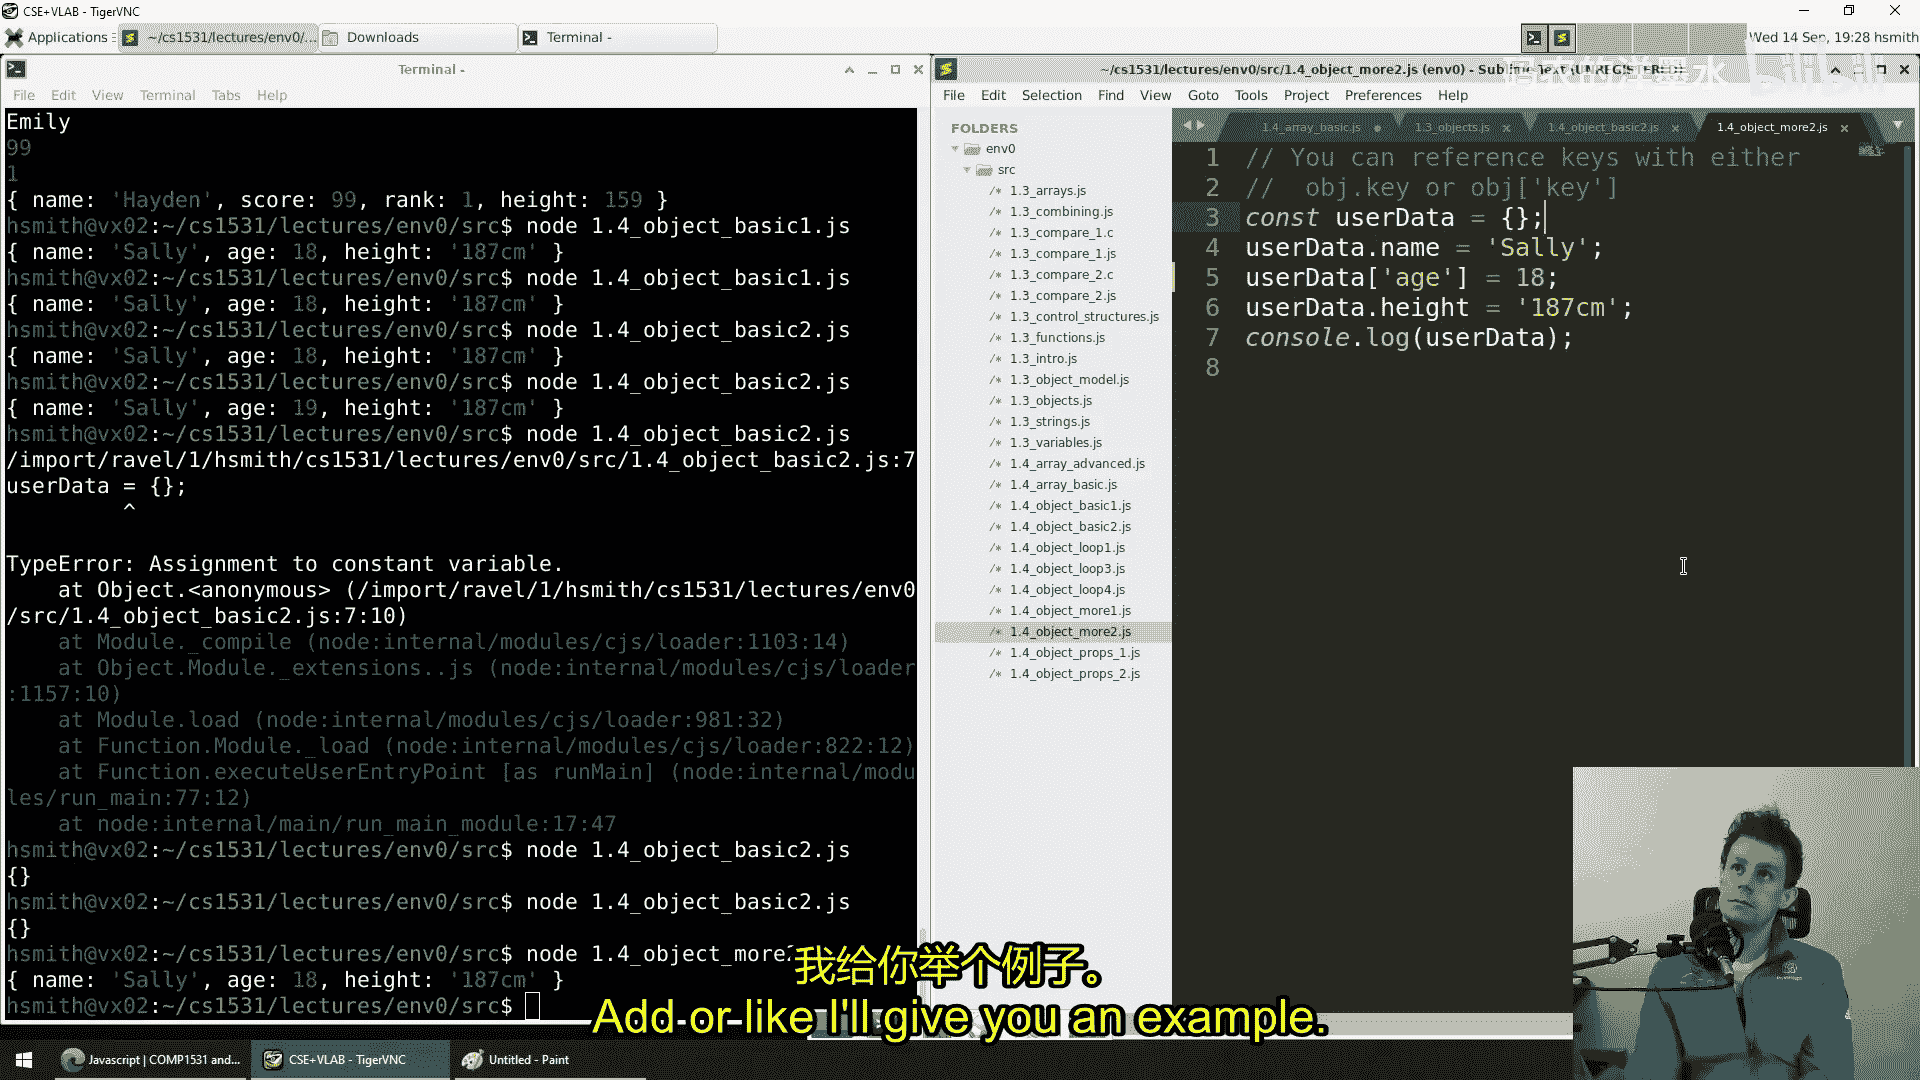 CSE+VLAB - TigerVNC
Applications
~/cs1531/lectures/env0/...
Downloads
Terminal -
Wed 14 Sep, 19:28 hsmith
Terminal -
File Edit View Terminal Tabs Help
Emily
99
1
{ name: 'Hayden', score: 99, rank: 1, height: 159 }
hsmith@vx02:~/cs1531/lectures/env0/src$ node 1.4_object_basic1.js
{ name: 'Sally', age: 18, height: '187cm' }
hsmith@vx02:~/cs1531/lectures/env0/src$ node 1.4_object_basic1.js
{ name: 'Sally', age: 18, height: '187cm' }
hsmith@vx02:~/cs1531/lectures/env0/src$ node 1.4_object_basic2.js
{ name: 'Sally', age: 18, height: '187cm' }
hsmith@vx02:~/cs1531/lectures/env0/src$ node 1.4_object_basic2.js
{ name: 'Sally', age: 19, height: '187cm' }
hsmith@vx02:~/cs1531/lectures/env0/src$ node 1.4_object_basic2.js
/import/ravel/1/hsmith/cs1531/lectures/env0/src/1.4_object_basic2.js:7
userData = {};
^
TypeError: Assignment to constant variable.
at Object.<anonymous> (/import/ravel/1/hsmith/cs1531/lectures/env0
/src/1.4_object_basic2.js:7:10)
at Module._compile (node:internal/modules/cjs/loader:1103:14)
at Object.Module._extensions..js (node:internal/modules/cjs/loader
:1157:10)
at Module.load (node:internal/modules/cjs/loader:981:32)
at Function.Module._load (node:internal/modules/cjs/loader:822:12)
at Function.executeUserEntryPoint [as runMain] (node:internal/modu
les/run_main:77:12)
at node:internal/main/run_main_module:17:47
hsmith@vx02:~/cs1531/lectures/env0/src$ node 1.4_object_basic2.js
{}
hsmith@vx02:~/cs1531/lectures/env0/src$ node 1.4_object_basic2.js
{}
hsmith@vx02:~/cs1531/lectures/env0/src$ node 1.4_object_more2
{ name: 'Sally', age: 18, height: '187cm' }
hsmith@vx02:~/cs1531/lectures/env0/src$
~/cs1531/lectures/env0/src/1.4_object_more2.js (env0) - Sublime Text (UNREGISTERED)
File Edit Selection Find View Goto Tools Project Preferences Help
FOLDERS
env0
src
1.3_arrays.js
1.3_combining.js
1.3_compare_1.c
1.3_compare_1.js
1.3_compare_2.c
1.3_compare_2.js
1.3_control_structures.js
1.3_functions.js
1.3_intro.js
1.3_object_model.js
1.3_objects.js
1.3_strings.js
1.3_variables.js
1.4_array_advanced.js
1.4_array_basic.js
1.4_object_basic1.js
1.4_object_basic2.js
1.4_object_loop1.js
1.4_object_loop3.js
1.4_object_loop4.js
1.4_object_more1.js
1.4_object_more2.js
1.4_object_props_1.js
1.4_object_props_2.js
1.4_array_basic.js 1.3_objects.js 1.4_object_basic2.js 1.4_object_more2.js
1 // You can reference keys with either
2 //  obj.key or obj['key']
3 const userData = {};
4 userData.name = 'Sally';
5 userData['age'] = 18;
6 userData.height = '187cm';
7 console.log(userData);
8
我给你举个例子。
Add or like I'll give you an example.
Javascript | COMP1531 and...
CSE+VLAB - TigerVNC
Untitled - Paint